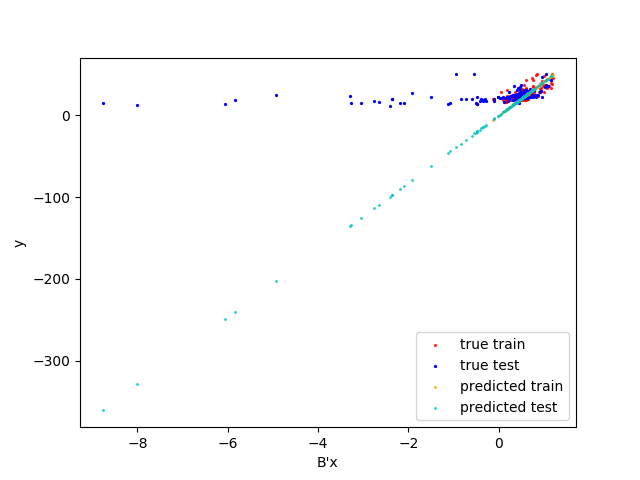 0
−100
−200
−300
y
−8
−6
−4
−2
0
B'x
true train
true test
predicted train
predicted test